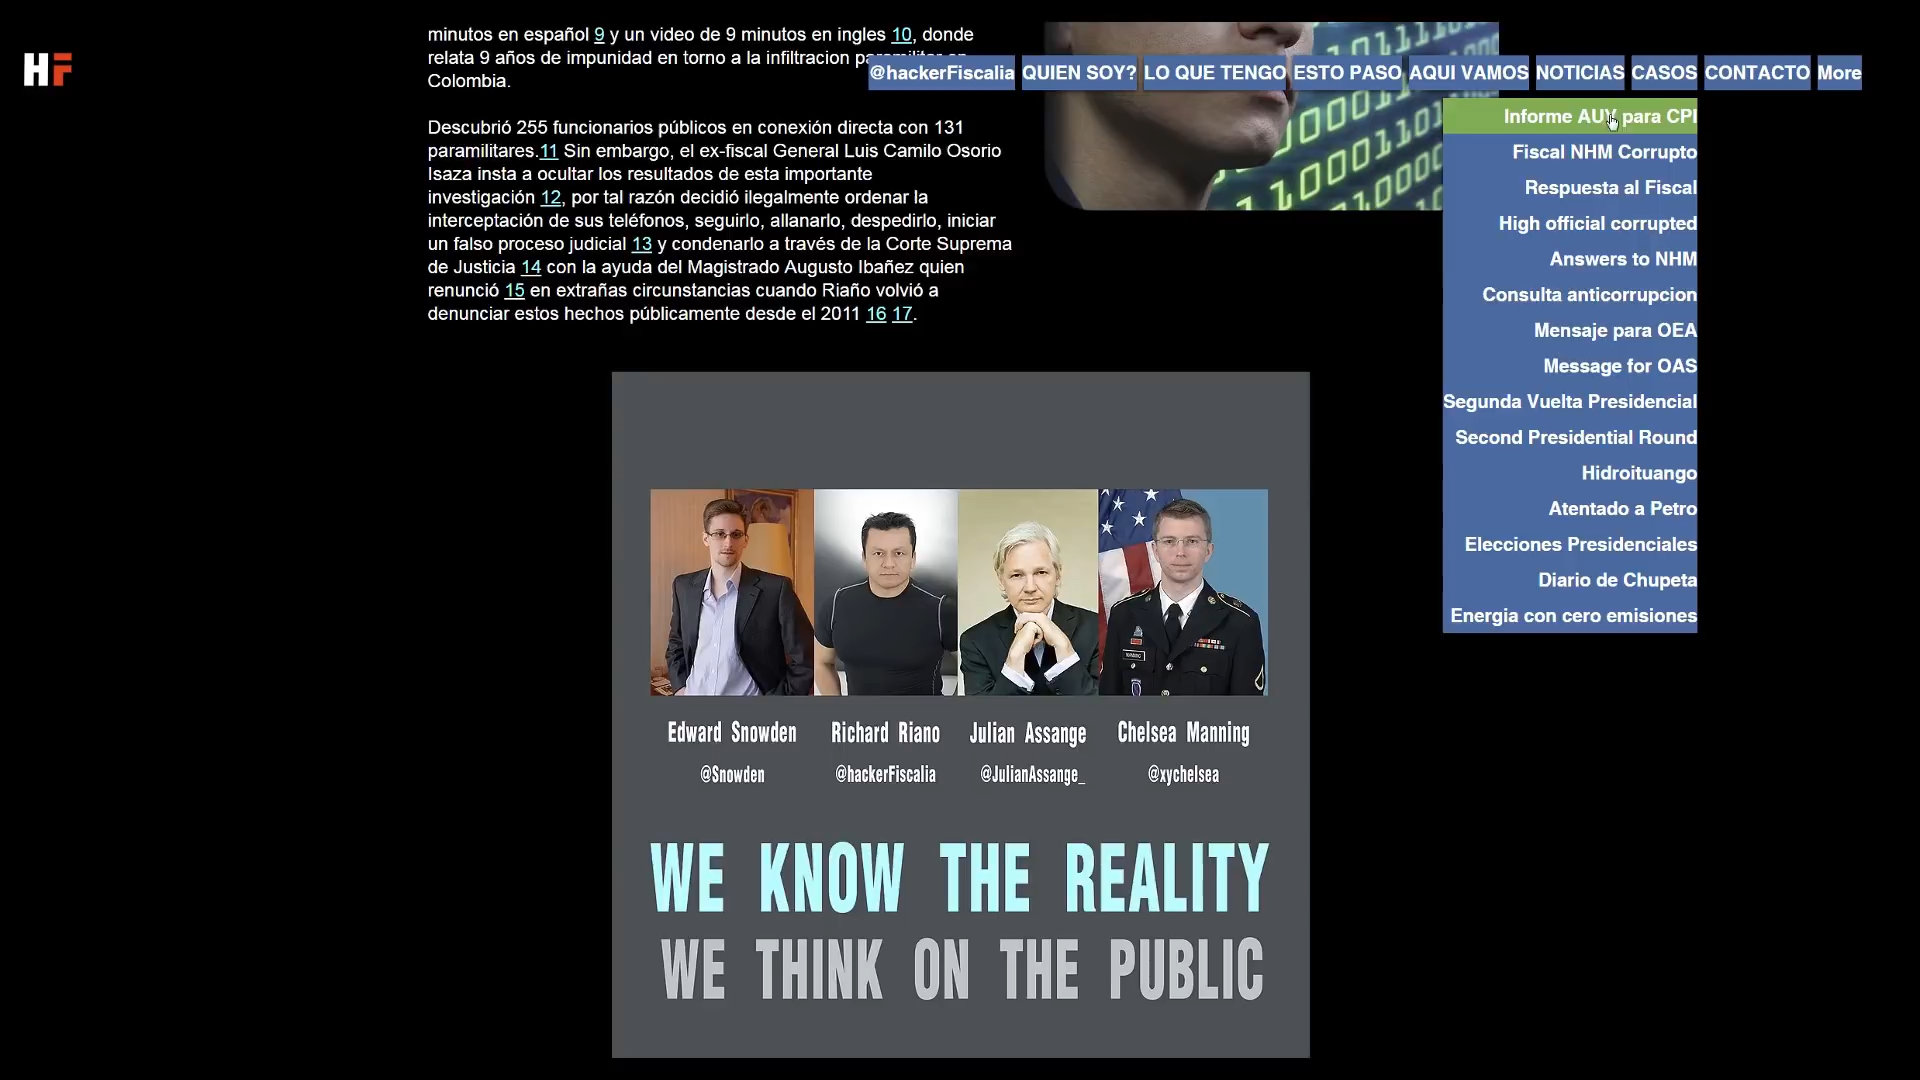 minutos en español 9 y un video de 9 minutos en ingles 10, donde
relata 9 años de impunidad en torno a la infiltracion paramilitar en
Colombia.
HF
@hackerFiscalia QUIEN SOY? LO QUE TENGO ESTO PASO AQUI VAMOS NOTICIAS CASOS CONTACTO More
Descubrió 255 funcionarios públicos en conexión directa con 131
paramilitares.11 Sin embargo, el ex-fiscal General Luis Camilo Osorio
Isaza insta a ocultar los resultados de esta importante
investigación 12, por tal razón decidió ilegalmente ordenar la
interceptación de sus teléfonos, seguirlo, allanarlo, despedirlo, iniciar
un falso proceso judicial 13 y condenarlo a través de la Corte Suprema
de Justicia 14 con la ayuda del Magistrado Augusto Ibañez quien
renunció 15 en extrañas circunstancias cuando Riaño volvió a
denunciar estos hechos públicamente desde el 2011 16 17.
Informe AUY para CPI
Fiscal NHM Corrupto
Respuesta al Fiscal
High official corrupted
Answers to NHM
Consulta anticorrupcion
Mensaje para OEA
Message for OAS
Segunda Vuelta Presidencial
Second Presidential Round
Hidroituango
Atentado a Petro
Elecciones Presidenciales
Diario de Chupeta
Energia con cero emisiones
Edward Snowden Richard Riano Julian Assange Chelsea Manning
@Snowden @hackerFiscalia @JulianAssange_ @xychelsea
WE KNOW THE REALITY
WE THINK ON THE PUBLIC